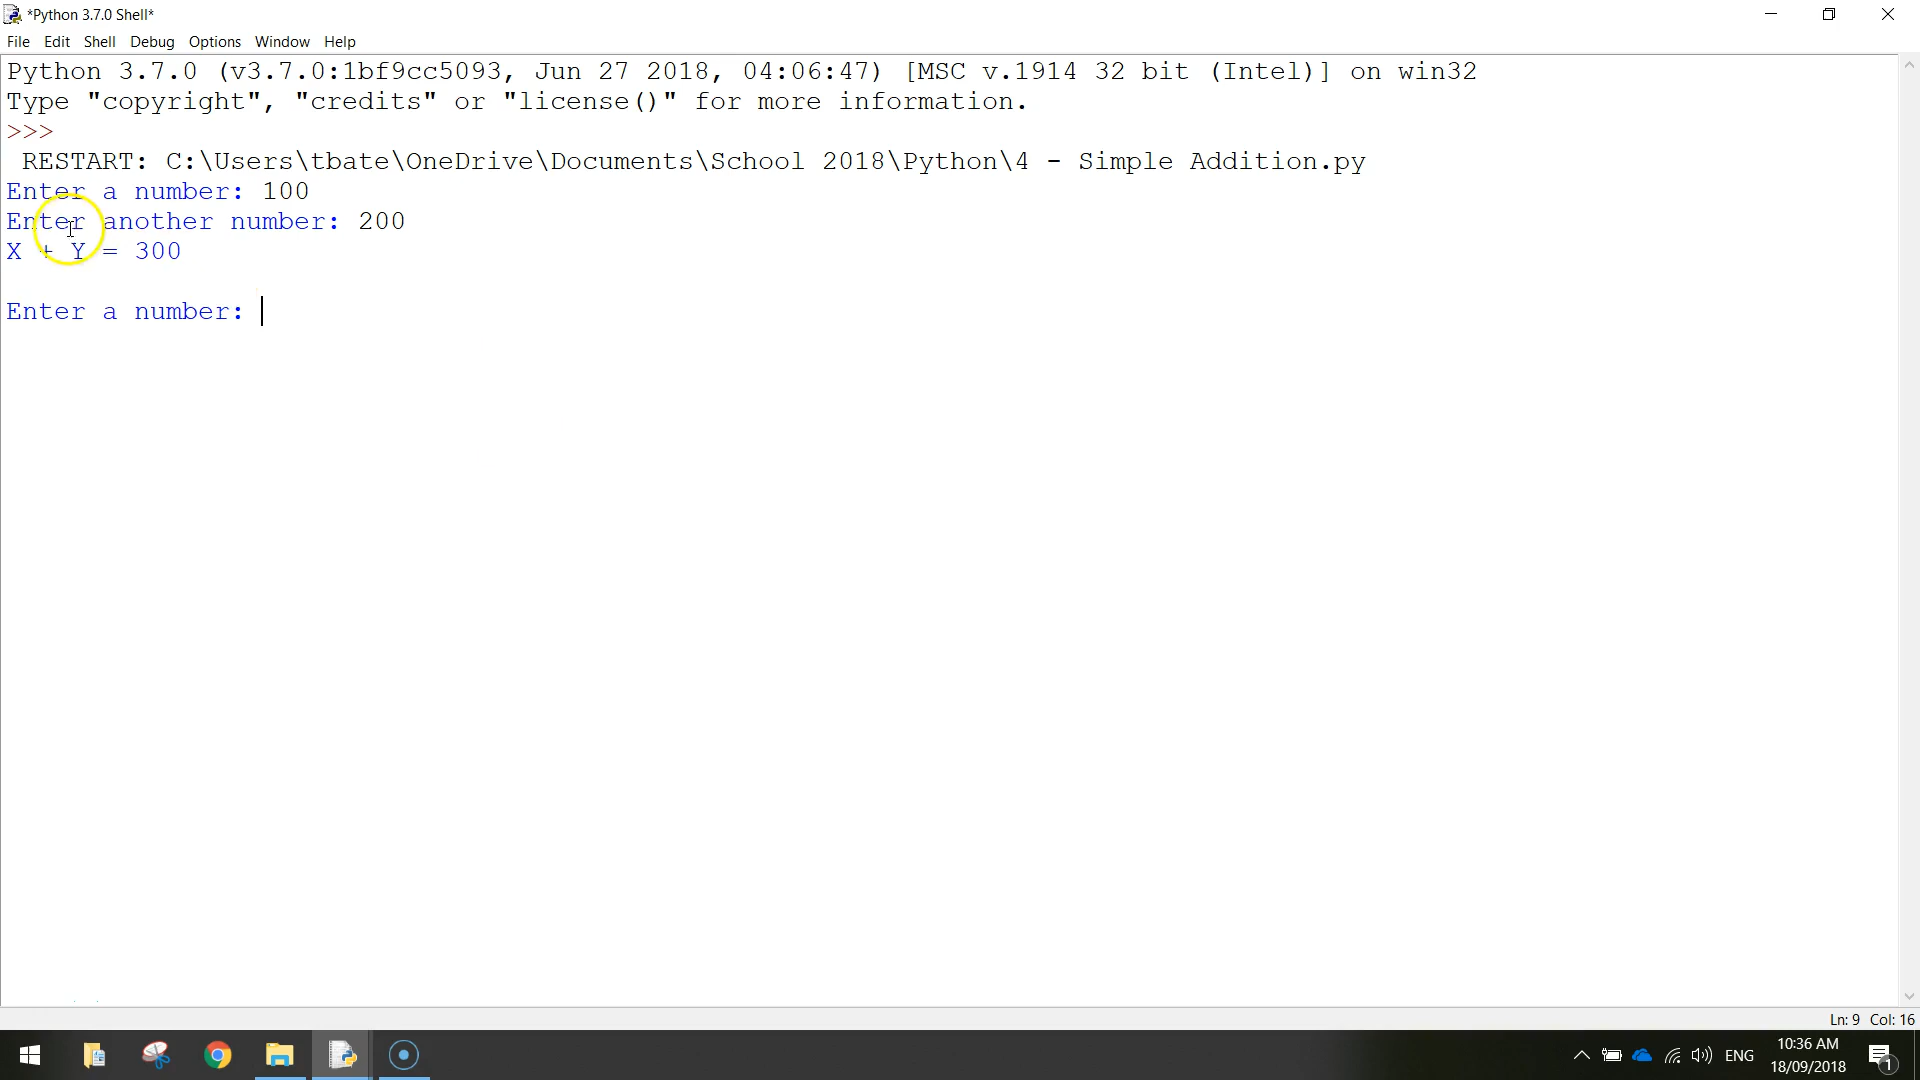 *Python 3.7.0 Shell*
File Edit Shell Debug Options Window Help
Python 3.7.0 (v3.7.0:1bf9cc5093, Jun 27 2018, 04:06:47) [MSC v.1914 32 bit (Intel)] on win32
Type "copyright", "credits" or "license()" for more information.
>>>
RESTART: C:\Users\tbate\OneDrive\Documents\School 2018\Python\4 - Simple Addition.py
Enter a number: 100
Enter another number: 200
X + Y = 300
Enter a number:
Ln: 9 Col: 16
ENG
10:36 AM
18/09/2018
1